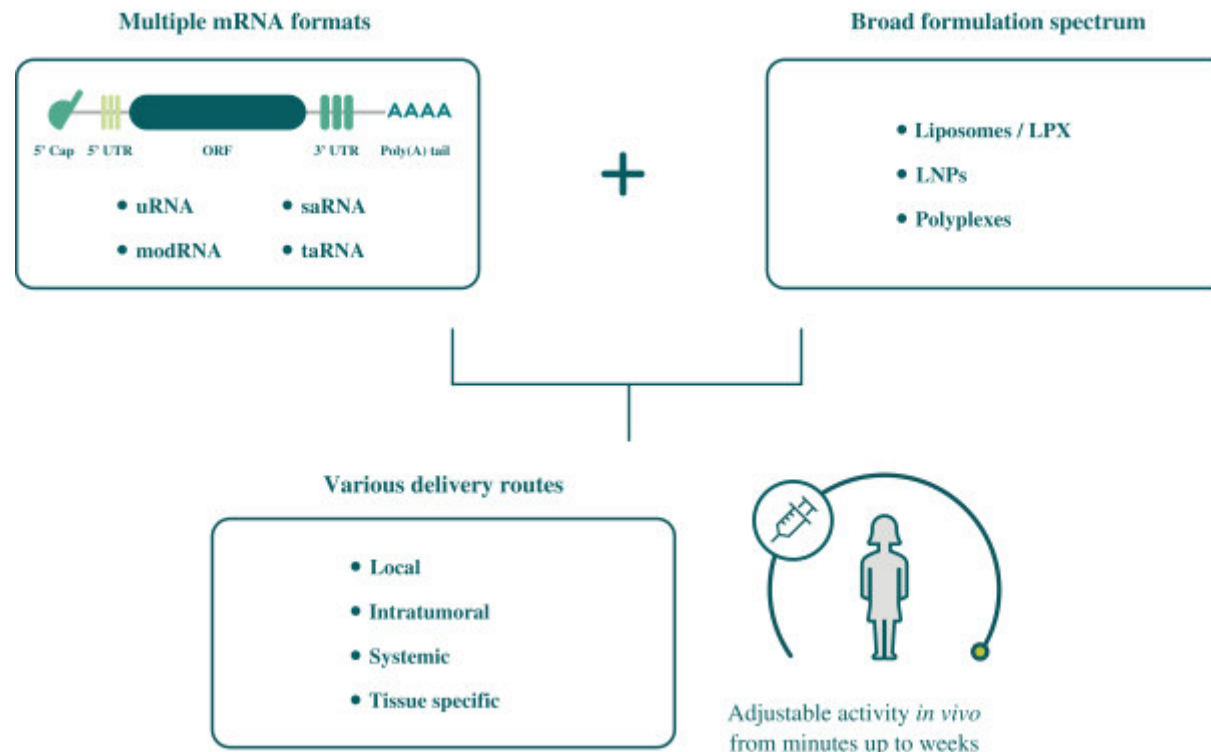 Multiple mRNA formats
Broad formulation spectrum
AAAA
5' Cap 5' UTR ORF 3' UTR Poly(A) tail
• uRNA • saRNA
• modRNA • taRNA
+
• Liposomes / LPX
• LNPs
• Polyplexes
Various delivery routes
• Local
• Intratumoral
• Systemic
• Tissue specific
Adjustable activity in vivo
from minutes up to weeks